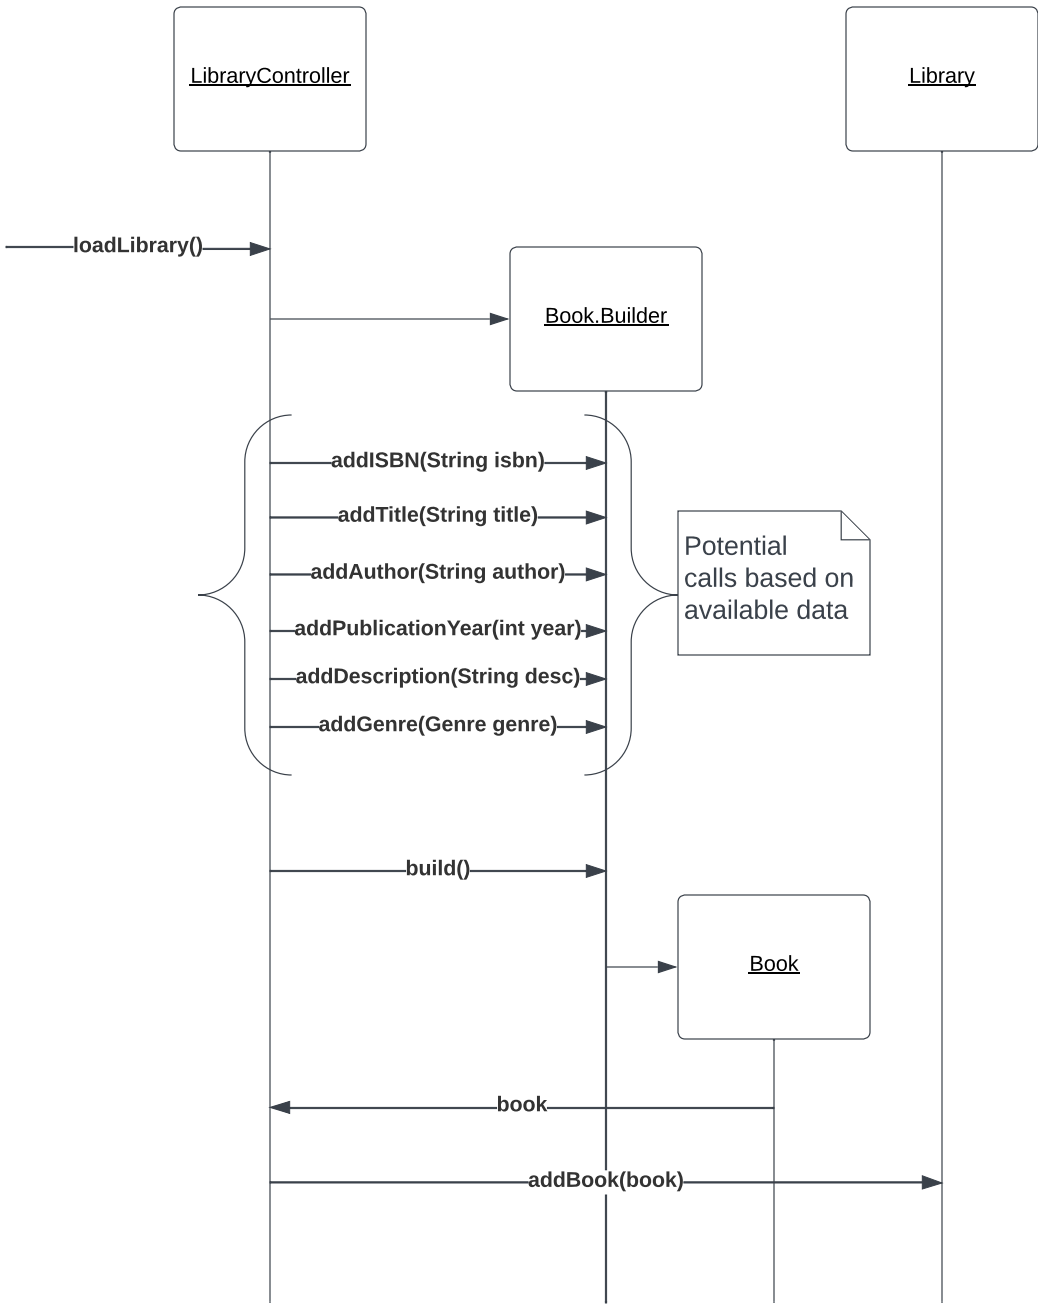 LibraryController
Library
loadLibrary()
Book.Builder
addISBN(String isbn)
addTitle(String title)
addAuthor(String author)
addPublicationYear(int year)
addDescription(String desc)
addGenre(Genre genre)
Potential
calls based on
available data
build()
Book
book
addBook(book)